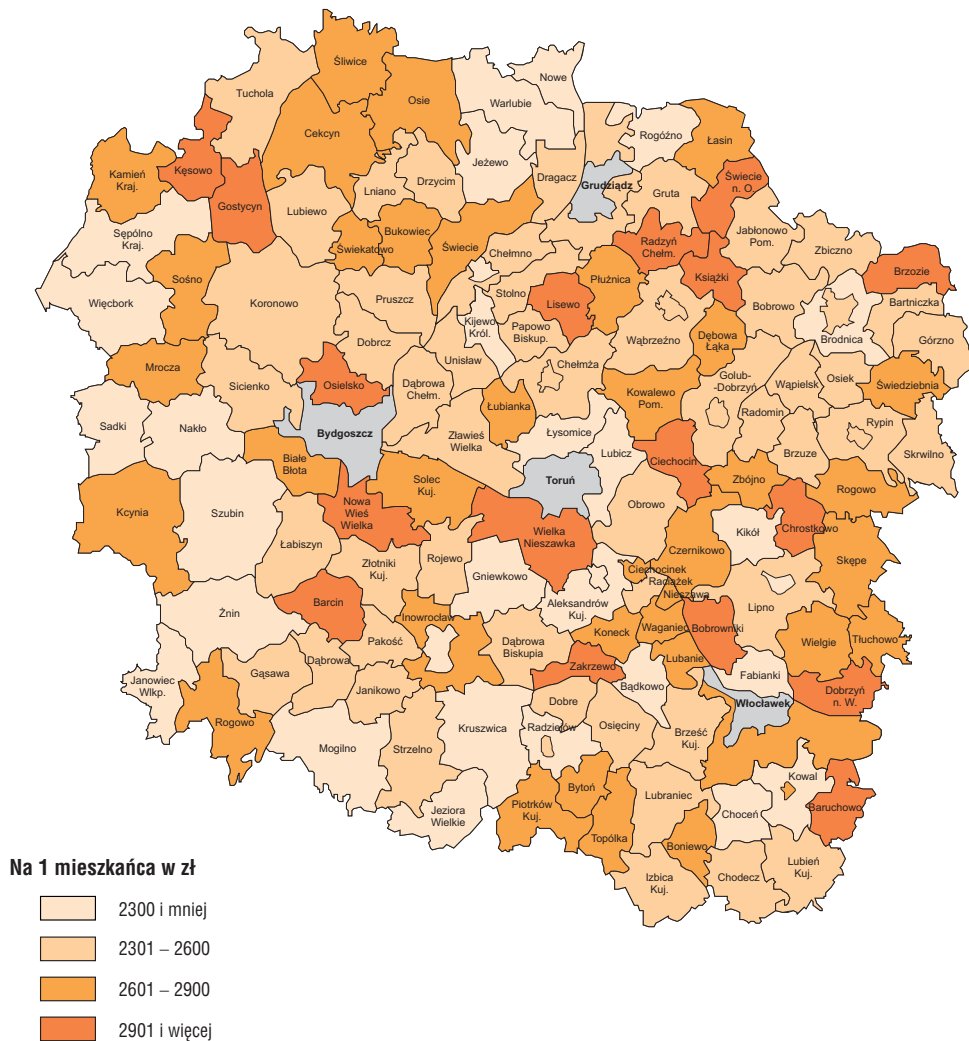 Śliwice
Nowe
Tuchola
Osie
Warlubie
Cekcyn
Rogóźno
Łasin
Jeżewo
Kamień
Kraj.
Kęsowo
Drzycim
Dragacz
Grudziądz
Gruta
Świecie
n. O.
Lniano
Gostycyn
Lubiewo
Bukowiec
Sępólno
Kraj.
Świekatowo
Świecie
Chełmno
Radzyń
Chełm.
Jabłonowo
Pom.
Zbiczno
Sośno
Płużnica
Książki
Brzozie
Więcbork
Koronowo
Pruszcz
Stolno
Lisewo
Bobrowo
Bartniczka
Kijewo
Król.
Papowo
Biskup.
Wąbrzeźno
Dębowa
Łąka
Brodnica
Górzno
Dobrcz
Unisław
Chełmża
Mrocza
Sicienko
Osielsko
Dąbrowa
Chełm.
Golub-
-Dobrzyń
Wąpielsk
Osiek
Świedziebnia
Kowalewo
Pom.
Łubianka
Radomin
Rypin
Sadki
Nakło
Bydgoszcz
Zławieś
Wielka
Łysomice
Lubicz
Brzuze
Skrwilno
Białe
Błota
Solec
Kuj.
Toruń
Ciechocin
Zbójno
Rogowo
Kcynia
Szubin
Nowa
Wieś
Wielka
Obrowo
Chrostkowo
Łabiszyn
Wielka
Nieszawka
Kikół
Czernikowo
Złotniki
Kuj.
Rojewo
Skępe
Gniewkowo
Ciechocinek
Raciążek
Nieszawa
Barcin
Aleksandrów
Kuj.
Lipno
Żnin
Inowrocław
Koneck
Waganiec
Bobrowniki
Wielgie
Tłuchowo
Pakość
Dąbrowa
Biskupia
Lubanie
Dąbrowa
Zakrzewo
Fabianki
Janowiec
Wlkp.
Gąsawa
Janikowo
Bądkowo
Dobrzyń
n. W.
Rogowo
Dobre
Włocławek
Kruszwica
Radziejów
Osięciny
Brześć
Kuj.
Mogilno
Strzelno
Kowal
Jeziora
Wielkie
Piotrków
Kuj.
Bytoń
Lubraniec
Choceń
Baruchowo
Topólka
Boniewo
Izbica
Kuj.
Chodecz
Lubień
Kuj.
Na 1 mieszkańca w zł
2300 i mniej
2301 – 2600
2601 – 2900
2901 i więcej